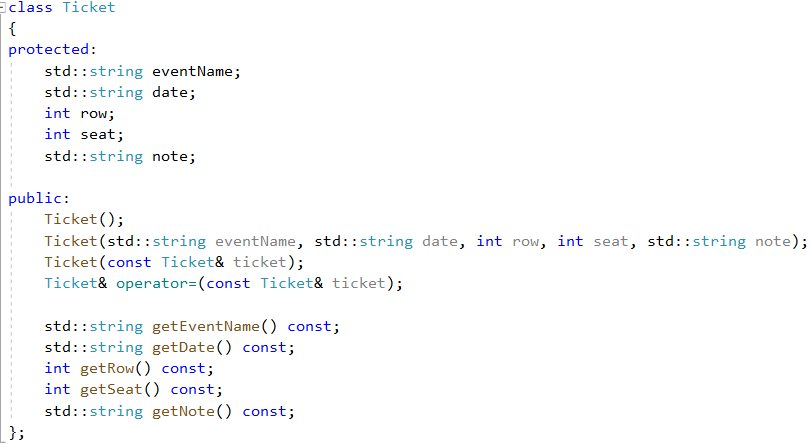 class Ticket
{
protected:
    std::string eventName;
    std::string date;
    int row;
    int seat;
    std::string note;

public:
    Ticket();
    Ticket(std::string eventName, std::string date, int row, int seat, std::string note);
    Ticket(const Ticket& ticket);
    Ticket& operator=(const Ticket& ticket);

    std::string getEventName() const;
    std::string getDate() const;
    int getRow() const;
    int getSeat() const;
    std::string getNote() const;
};